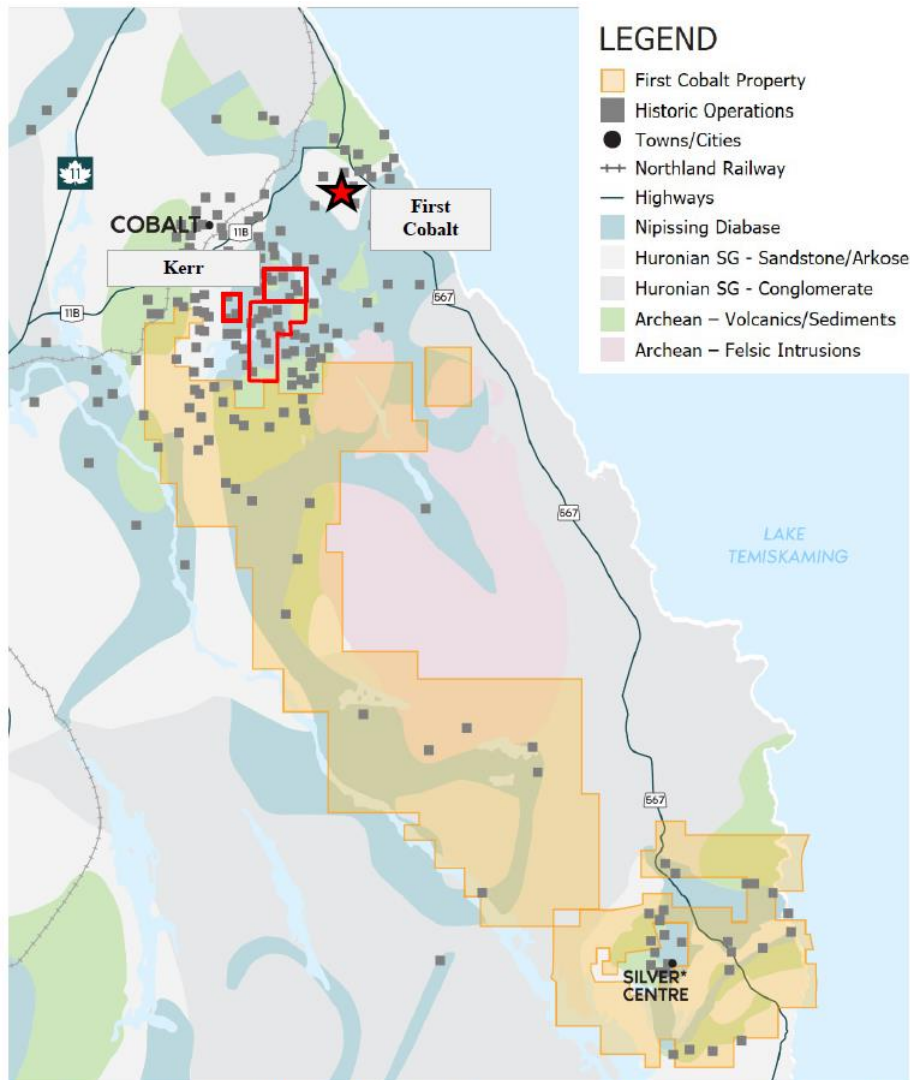 LEGEND
First Cobalt Property
Historic Operations
Towns/Cities
Northland Railway
Highways
Nipissing Diabase
Huronian SG - Sandstone/Arkose
Huronian SG - Conglomerate
Archean – Volcanics/Sediments
Archean – Felsic Intrusions
11
COBALT
11B
First
Cobalt
Kerr
11B
567
567
LAKE
TEMISKAMING
567
SILVER*
CENTRE